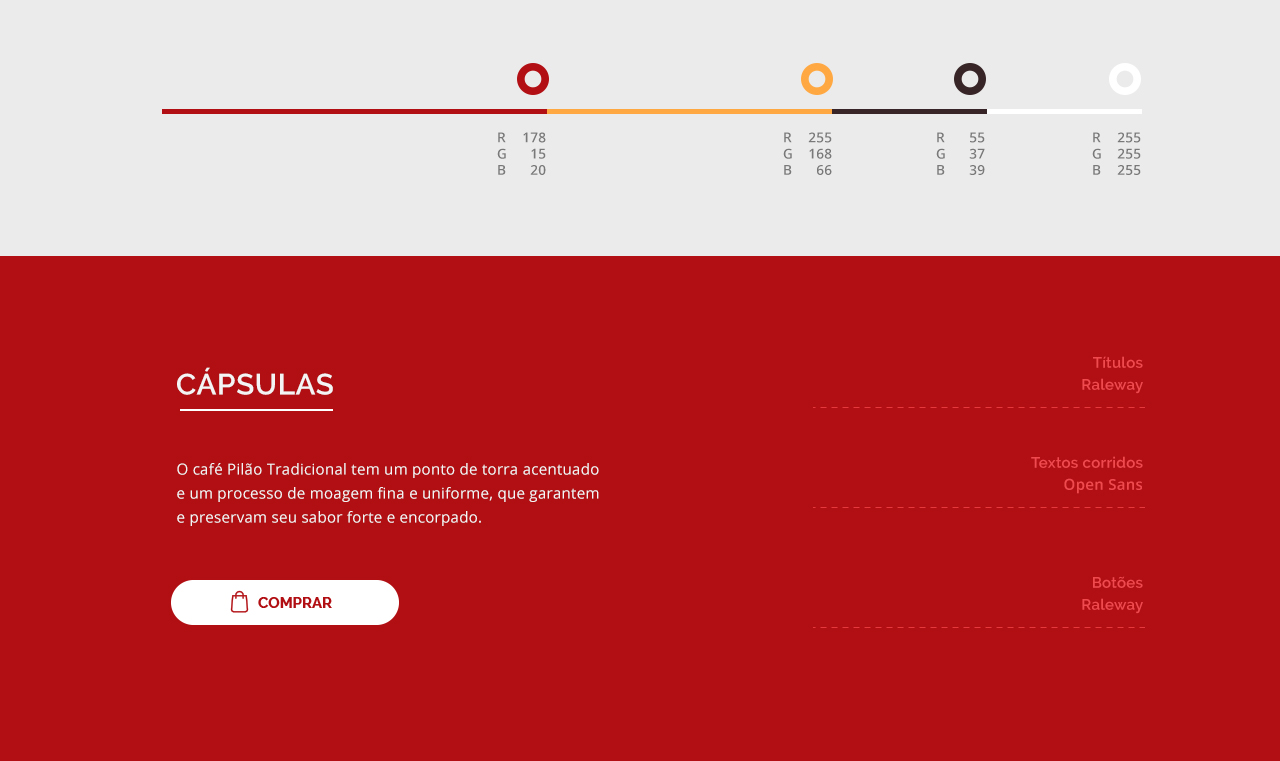 R 178
G 15
B 20
R 255
G 168
B 66
R 55
G 37
B 39
R 255
G 255
B 255
CÁPSULAS
O café Pilão Tradicional tem um ponto de torra acentuado
e um processo de moagem fina e uniforme, que garantem
e preservam seu sabor forte e encorpado.
COMPRAR
Títulos
Raleway
Textos corridos
Open Sans
Botões
Raleway